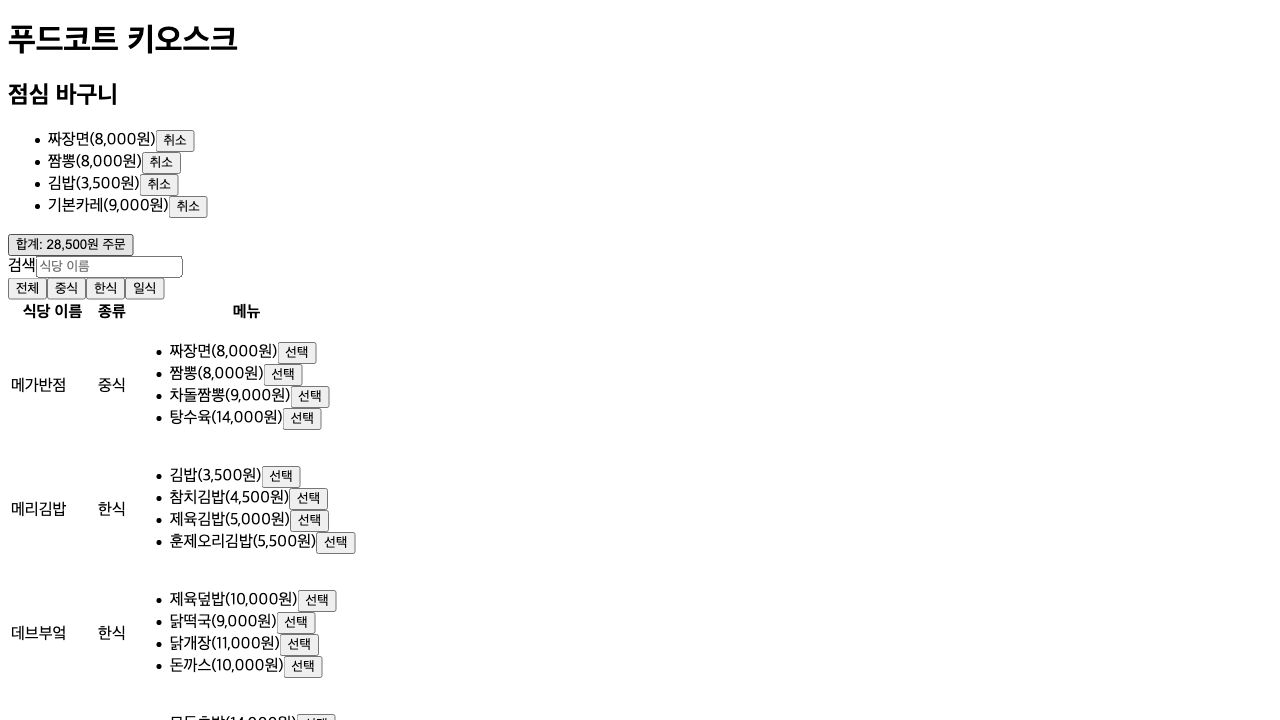 푸드코트 키오스크
점심 바구니
짜장면(8,000원) 취소
짬뽕(8,000원) 취소
김밥(3,500원) 취소
기본카레(9,000원) 취소
합계: 28,500원 주문
검색 식당 이름
전체 중식 한식 일식
식당 이름 종류 메뉴
짜장면(8,000원) 선택
짬뽕(8,000원) 선택
메가반점 중식
차돌짬뽕(9,000원) 선택
탕수육(14,000원) 선택
김밥(3,500원) 선택
참치김밥(4,500원) 선택
메리김밥 한식
제육김밥(5,000원) 선택
훈제오리김밥(5,500원) 선택
제육덮밥(10,000원) 선택
닭떡국(9,000원) 선택
데브부엌 한식
닭개장(11,000원) 선택
돈까스(10,000원) 선택